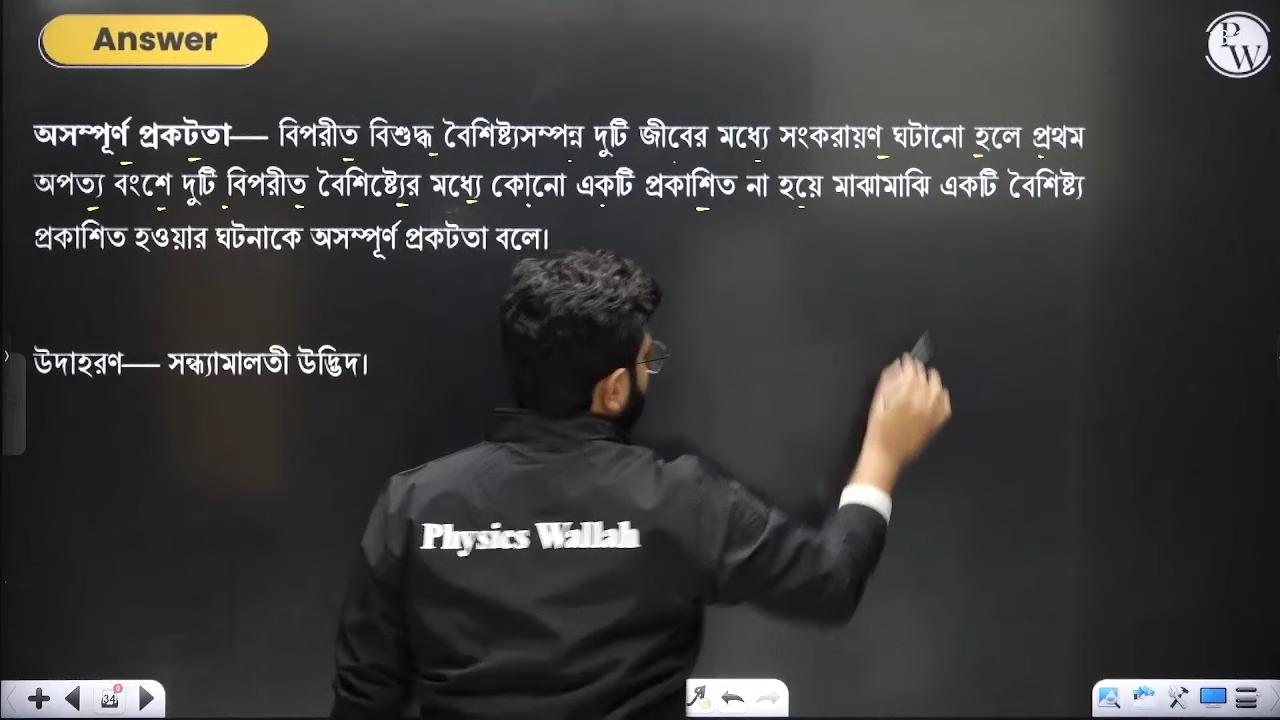 Answer
PW
অসম্পূর্ণ প্রকটতা— বিপরীত বিশুদ্ধ বৈশিষ্ট্যসম্পন্ন দুটি জীবের মধ্যে সংকরায়ণ ঘটানো হলে প্রথম
অপত্য বংশে দুটি বিপরীত বৈশিষ্ট্যের মধ্যে কোনো একটি প্রকাশিত না হয়ে মাঝামাঝি একটি বৈশিষ্ট্য
প্রকাশিত হওয়ার ঘটনাকে অসম্পূর্ণ প্রকটতা বলে।
উদাহরণ— সন্ধ্যামালতী উদ্ভিদ।
Physics Wallah
34